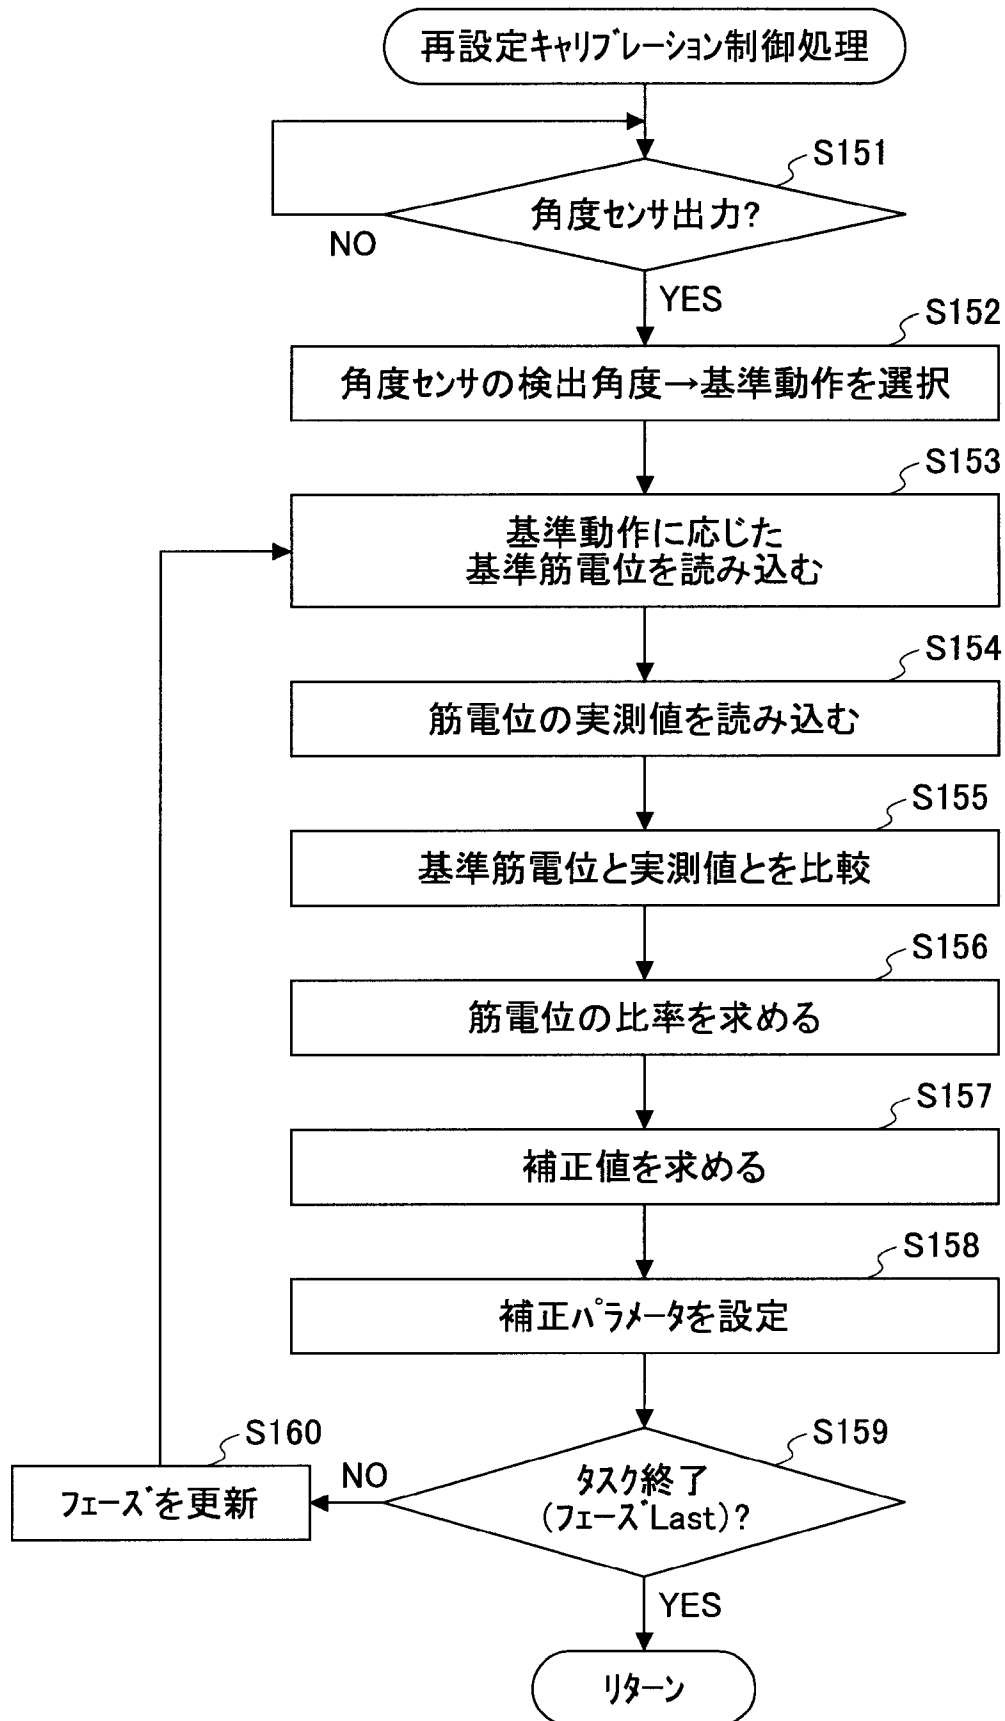 再設定キャリブレーション制御処理
S151
角度センサ出力?
NO
YES
S152
角度センサの検出角度→基準動作を選択
S153
基準動作に応じた
基準筋電位を読み込む
S154
筋電位の実測値を読み込む
S155
基準筋電位と実測値とを比較
S156
筋電位の比率を求める
S157
補正値を求める
S158
補正パラメータを設定
S159
タスク終了
(フェーズLast)?
NO
S160
フェーズを更新
YES
リターン